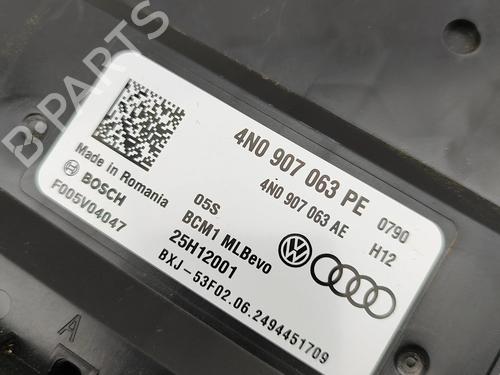 B-PARTS
4N0 907 063 PE 0790
4N0 907 063 AE H12
Made in Romania
BOSCH
F005V04047
05S
BCM1 MLBevo
25H12001
BXJ-53F02.06.2494451709
A